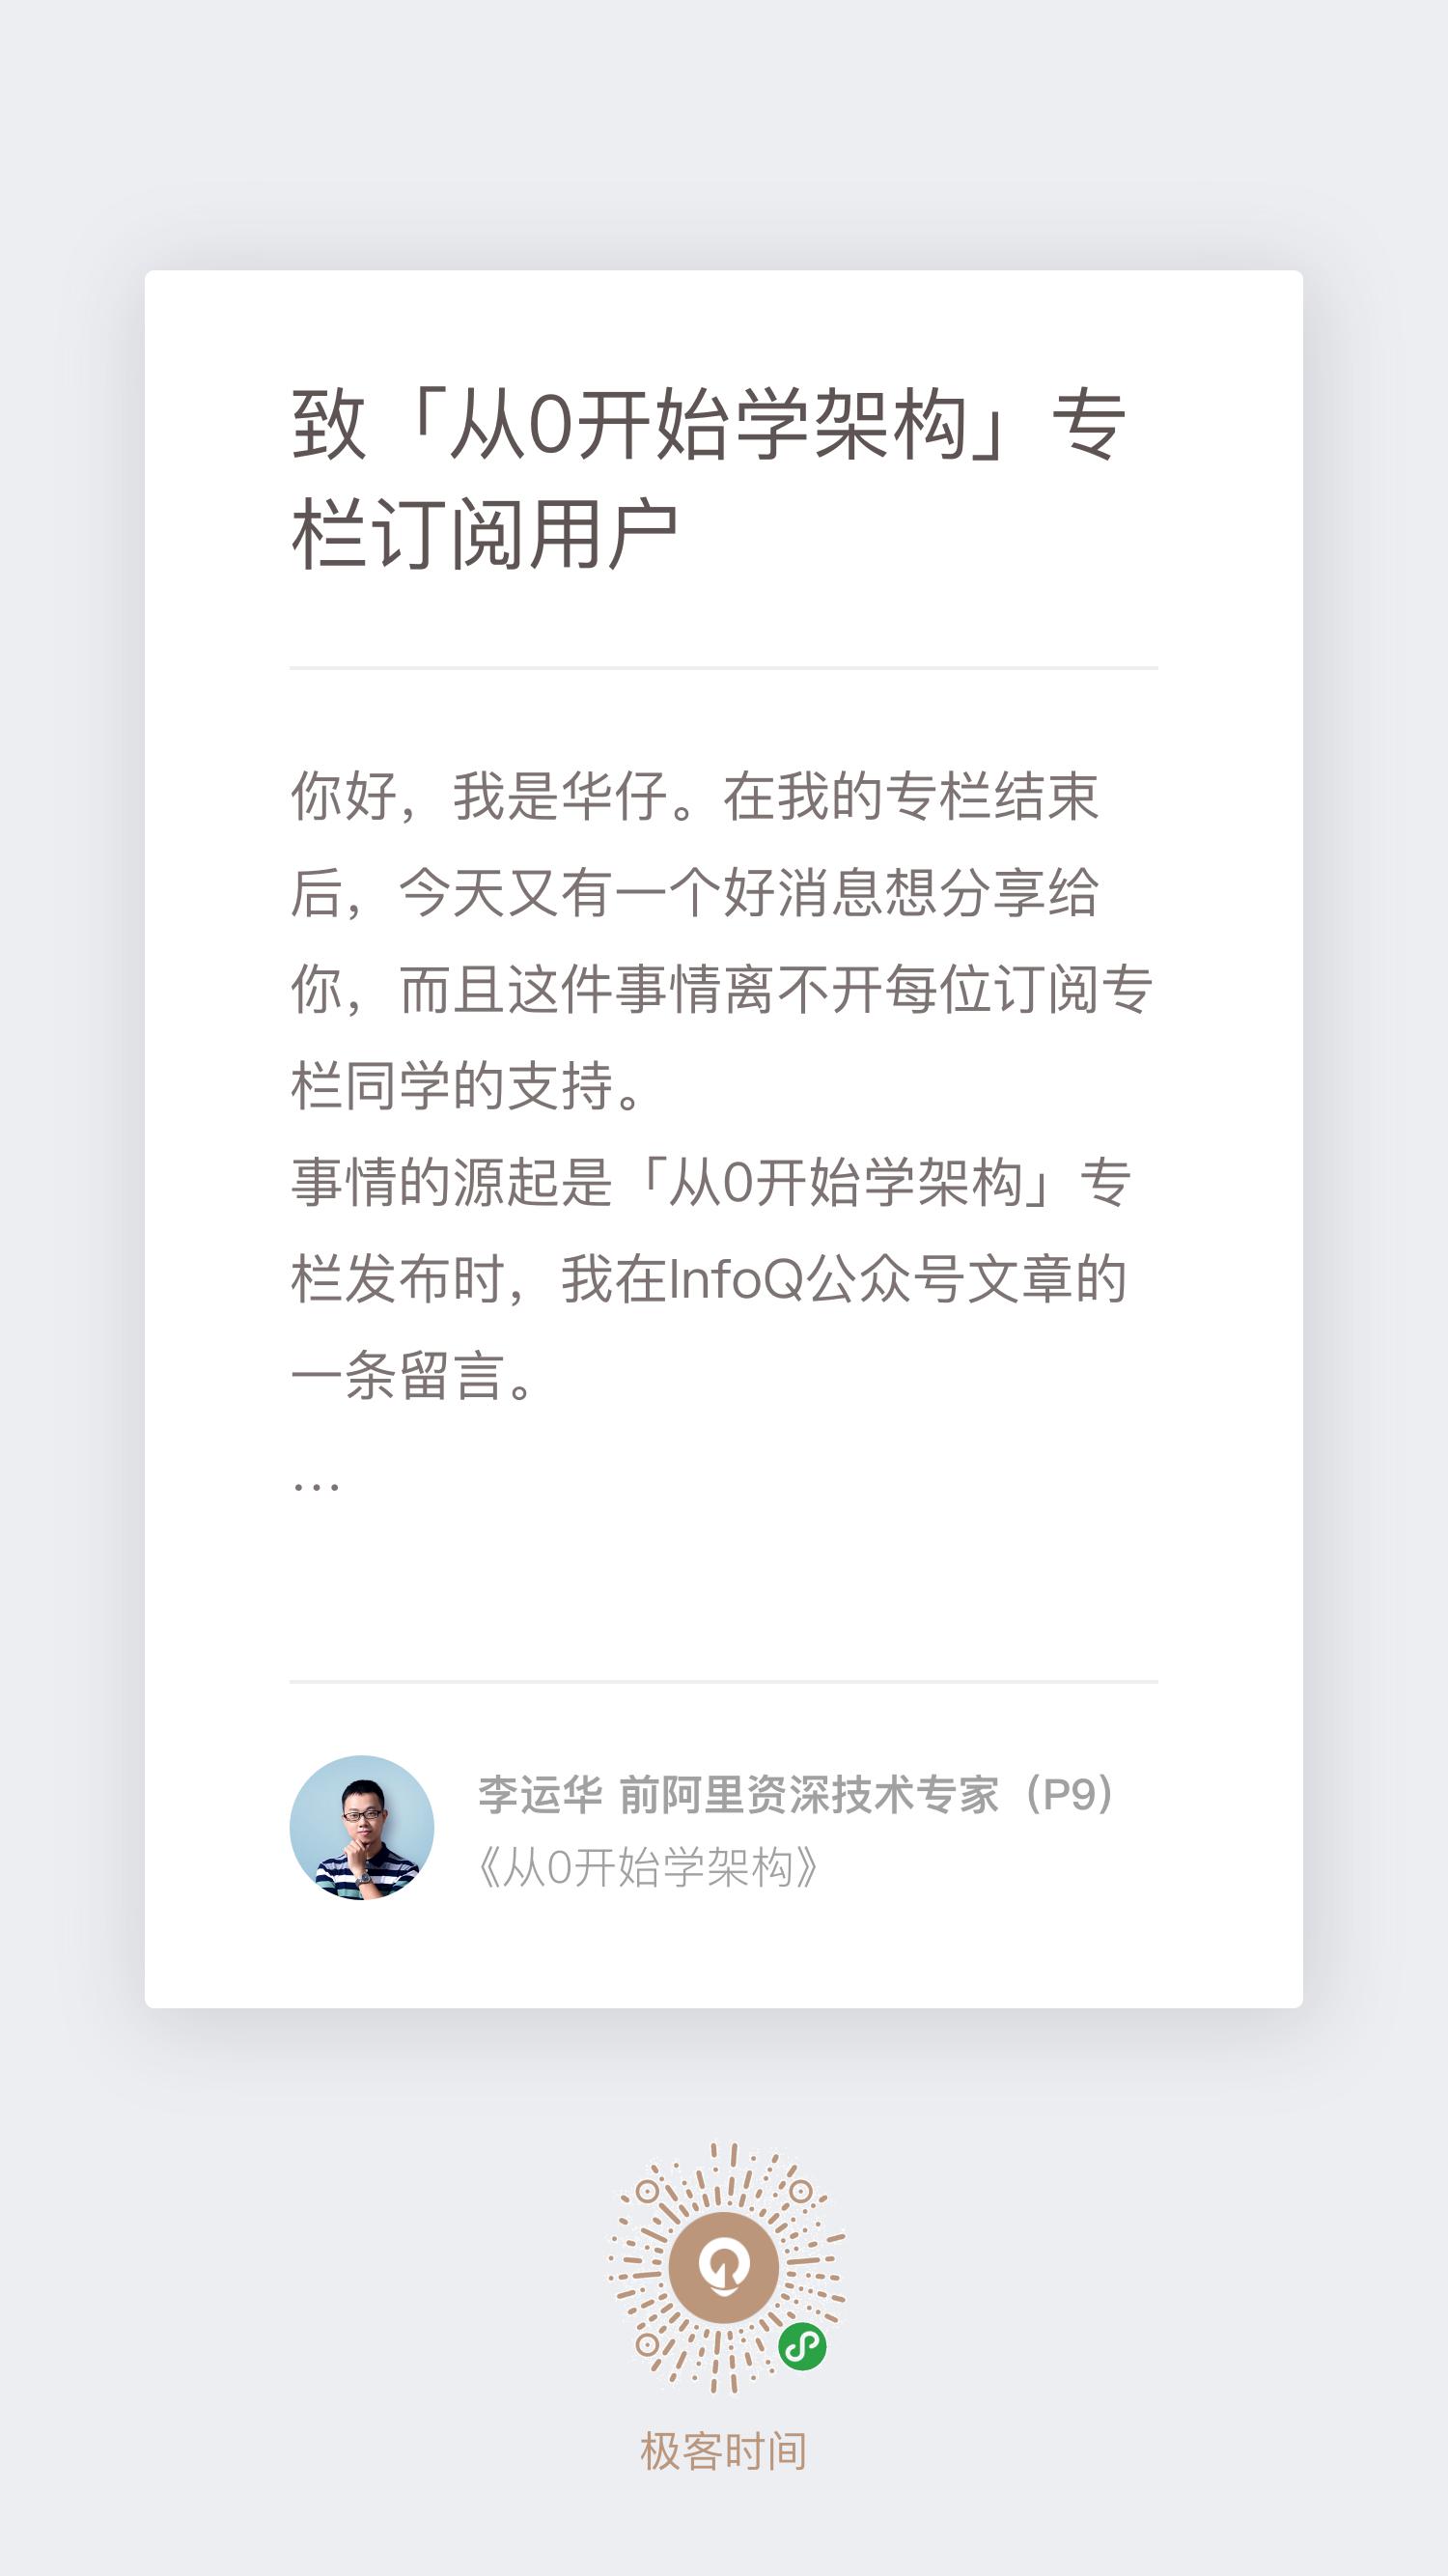 致「从0开始学架构」专
栏订阅用户
你好，我是华仔。在我的专栏结束
后，今天又有一个好消息想分享给
你，而且这件事情离不开每位订阅专
栏同学的支持。
事情的源起是「从0开始学架构」专
栏发布时，我在InfoQ公众号文章的
一条留言。
...
李运华 前阿里资深技术专家（P9）
《从0开始学架构》
极客时间